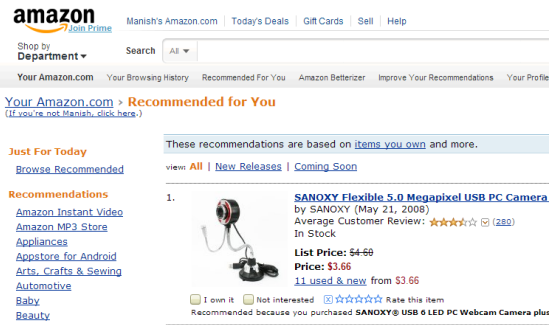 amazon
Join Prime
Manish's Amazon.com | Today's Deals | Gift Cards | Sell | Help
Shop by
Department
Search All
Your Amazon.com Your Browsing History Recommended For You Amazon Betterizer Improve Your Recommendations Your Profile
Your Amazon.com › Recommended for You
(If you're not Manish, click here.)
These recommendations are based on items you own and more.
view: All | New Releases | Coming Soon
Just For Today
Browse Recommended
Recommendations
Amazon Instant Video
Amazon MP3 Store
Appliances
Appstore for Android
Arts, Crafts & Sewing
Automotive
Baby
Beauty
1.
SANOXY Flexible 5.0 Megapixel USB PC Camera
by SANOXY (May 21, 2008)
Average Customer Review: (280)
In Stock
List Price: $4.60
Price: $3.66
11 used & new from $3.66
I own it Not interested x Rate this item
Recommended because you purchased SANOXY® USB 6 LED PC Webcam Camera plus